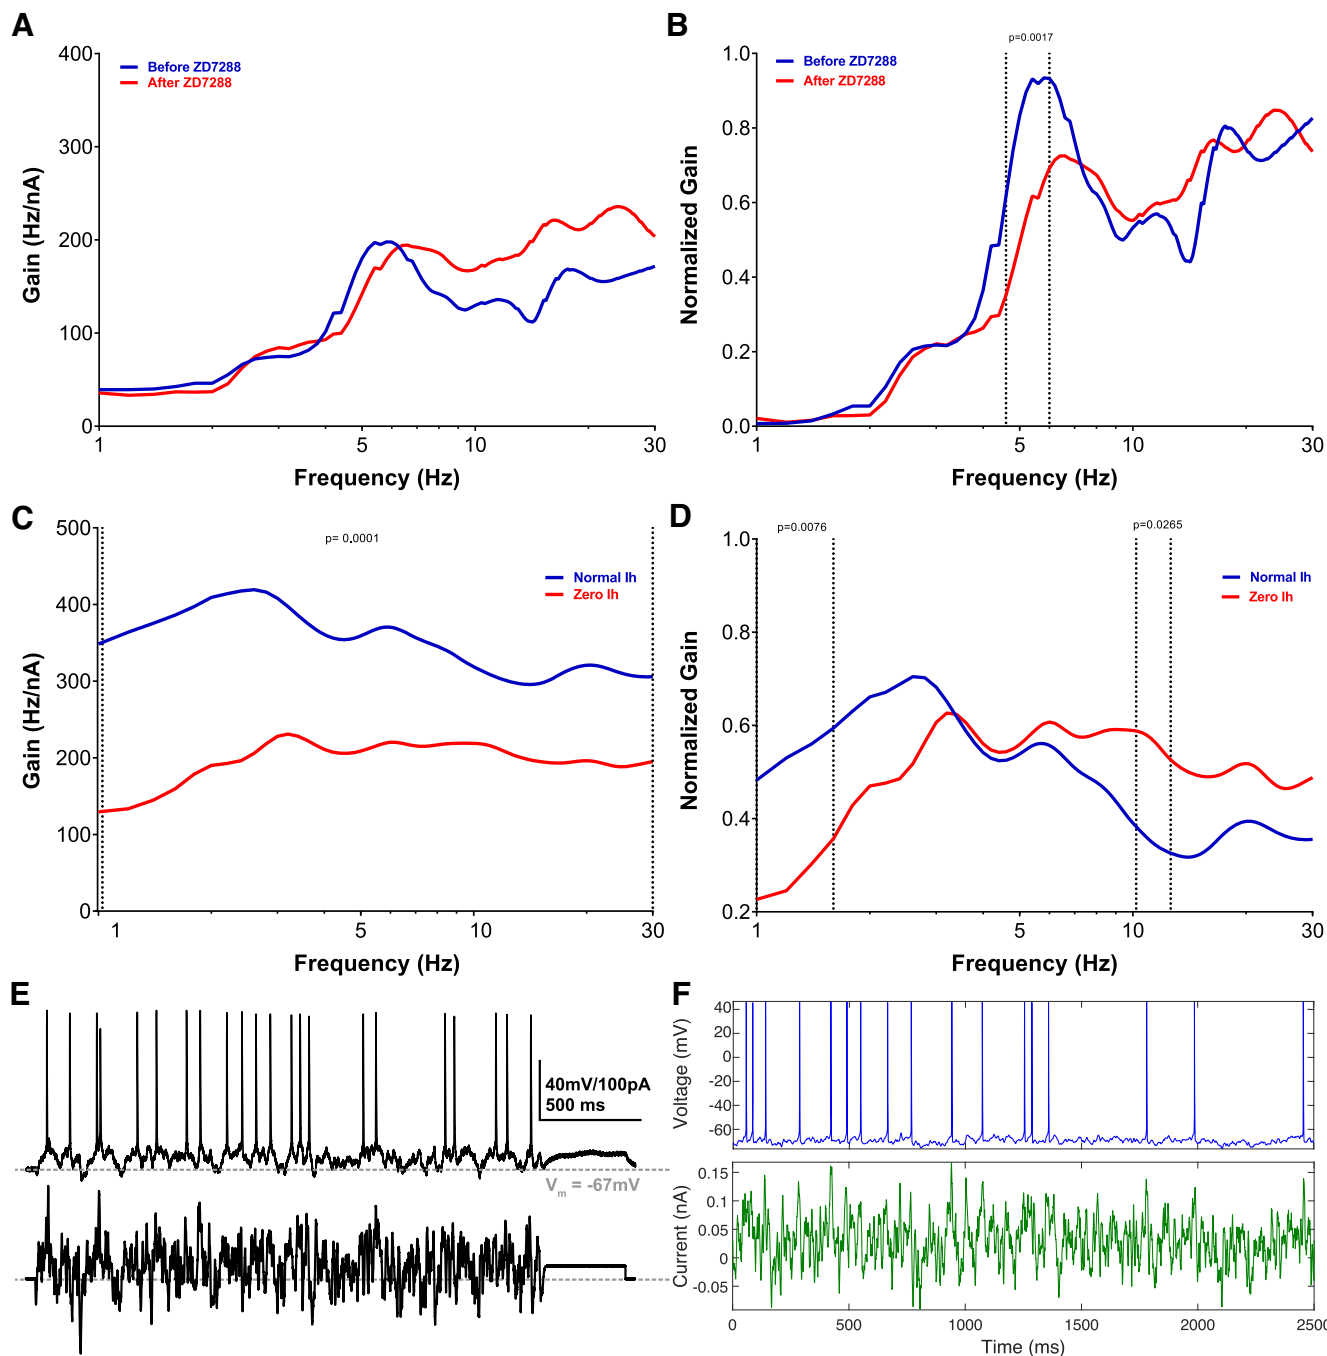 A
Gain (Hz/nA)
400
300
200
100
0
Before ZD7288
After ZD7288
1
5
10
30
Frequency (Hz)
B
p=0.0017
Normalized Gain
1.0
0.8
0.6
0.4
0.2
0.0
Before ZD7288
After ZD7288
1
5
10
30
Frequency (Hz)
C
Gain (Hz/nA)
500
400
300
200
100
0
p= 0.0001
Normal Ih
Zero Ih
1
5
10
30
Frequency (Hz)
D
p=0.0076
p=0.0265
Normalized Gain
1.0
0.8
0.6
0.4
0.2
Normal Ih
Zero Ih
1
5
10
30
Frequency (Hz)
E
40mV/100pA
500 ms
Vm = -67mV
F
Voltage (mV)
40
20
0
-20
-40
-60
Current (nA)
0.15
0.1
0.05
0
-0.05
0
500
1000
1500
2000
2500
Time (ms)